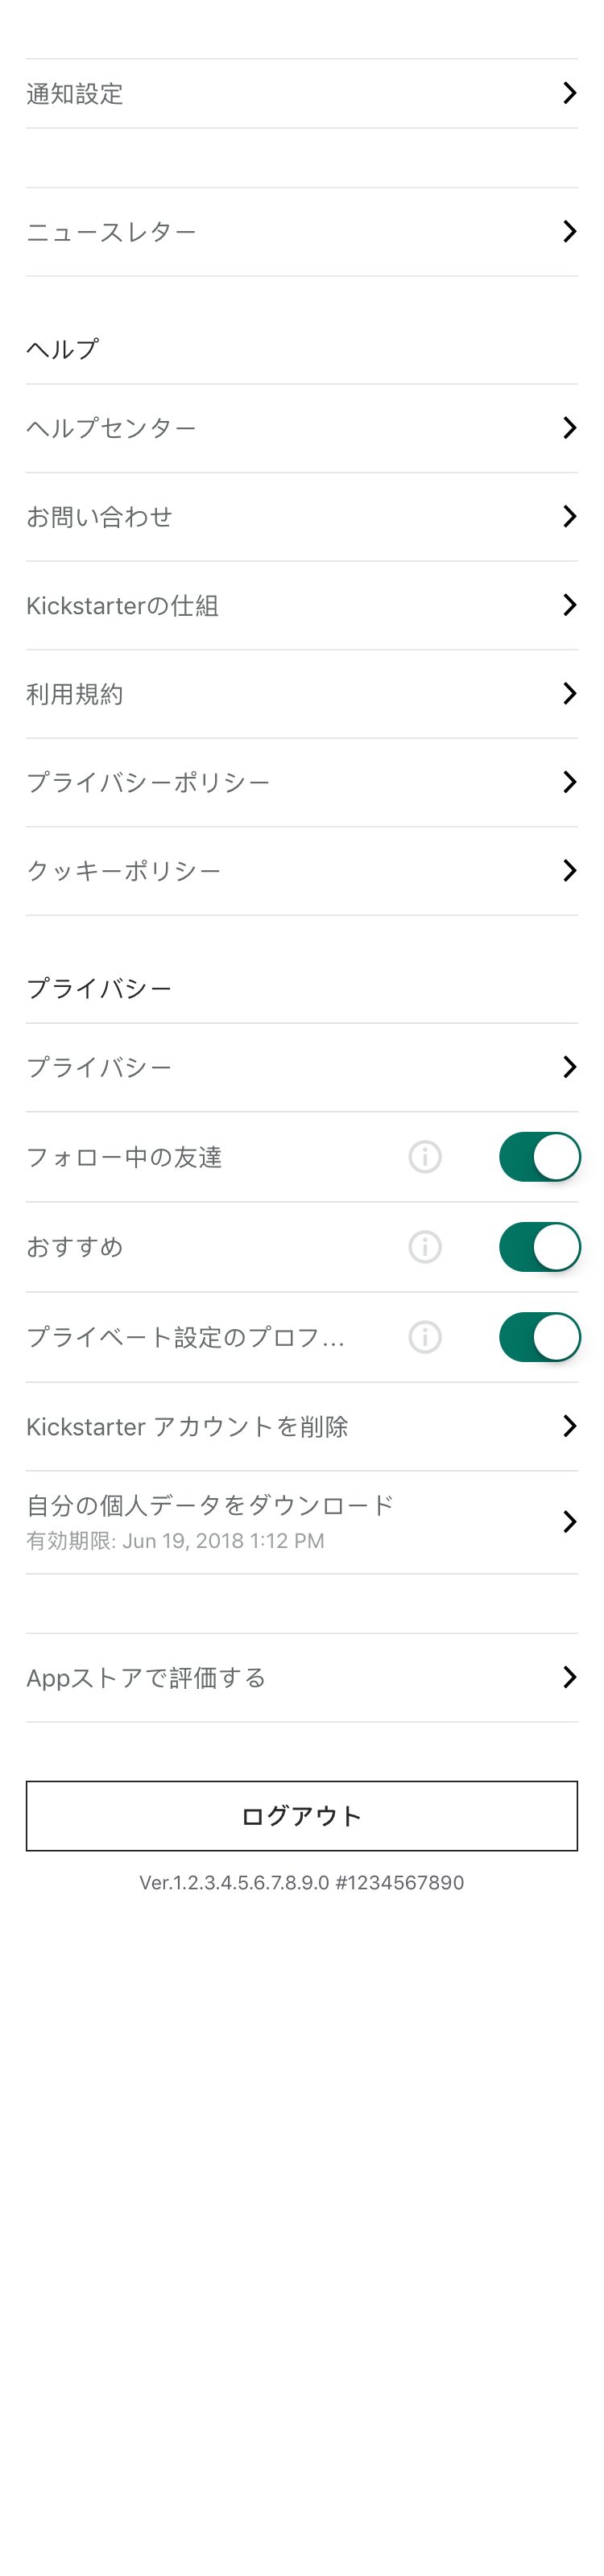 通知設定
ニュースレター
ヘルプ
ヘルプセンター
お問い合わせ
Kickstarterの仕組
利用規約
プライバシーポリシー
クッキーポリシー
プライバシー
プライバシー
フォロー中の友達
おすすめ
プライベート設定のプロフ…
Kickstarter アカウントを削除
自分の個人データをダウンロード
有効期限: Jun 19, 2018 1:12 PM
Appストアで評価する
ログアウト
Ver.1.2.3.4.5.6.7.8.9.0 #1234567890